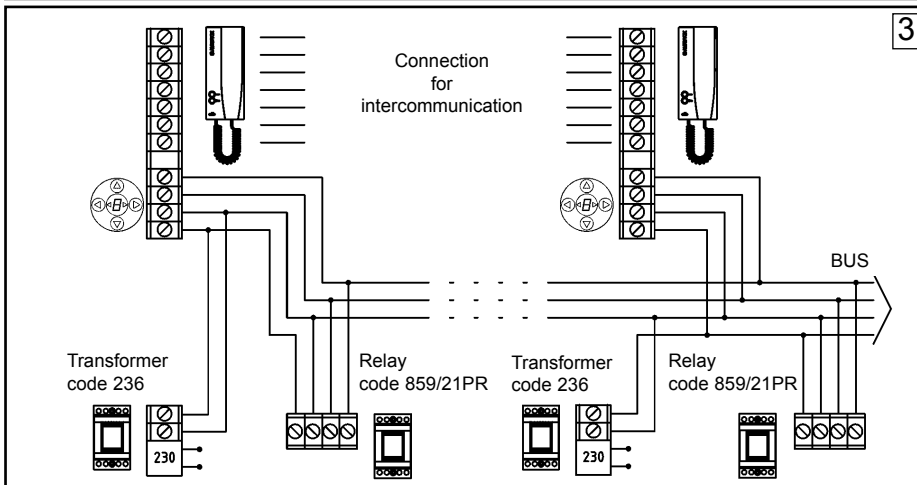 3
Connection
for
intercommunication
BUS
Transformer
code 236
Relay
code 859/21PR
Transformer
code 236
Relay
code 859/21PR
230
230